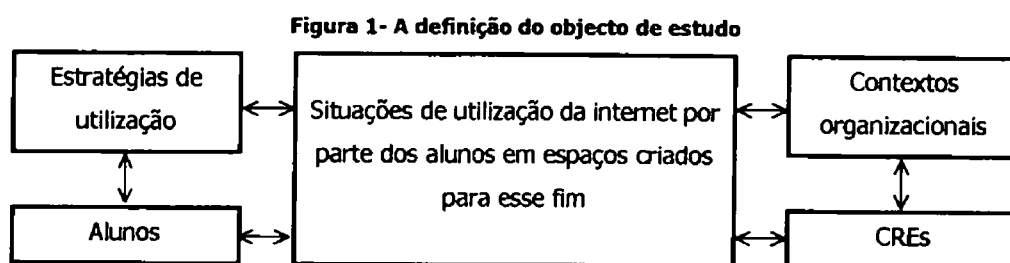 Figura 1- A definição do objecto de estudo
Estratégias de
utilização
Alunos
Situações de utilização da internet por
parte dos alunos em espaços criados
para esse fim
Contextos
organizacionais
CREs